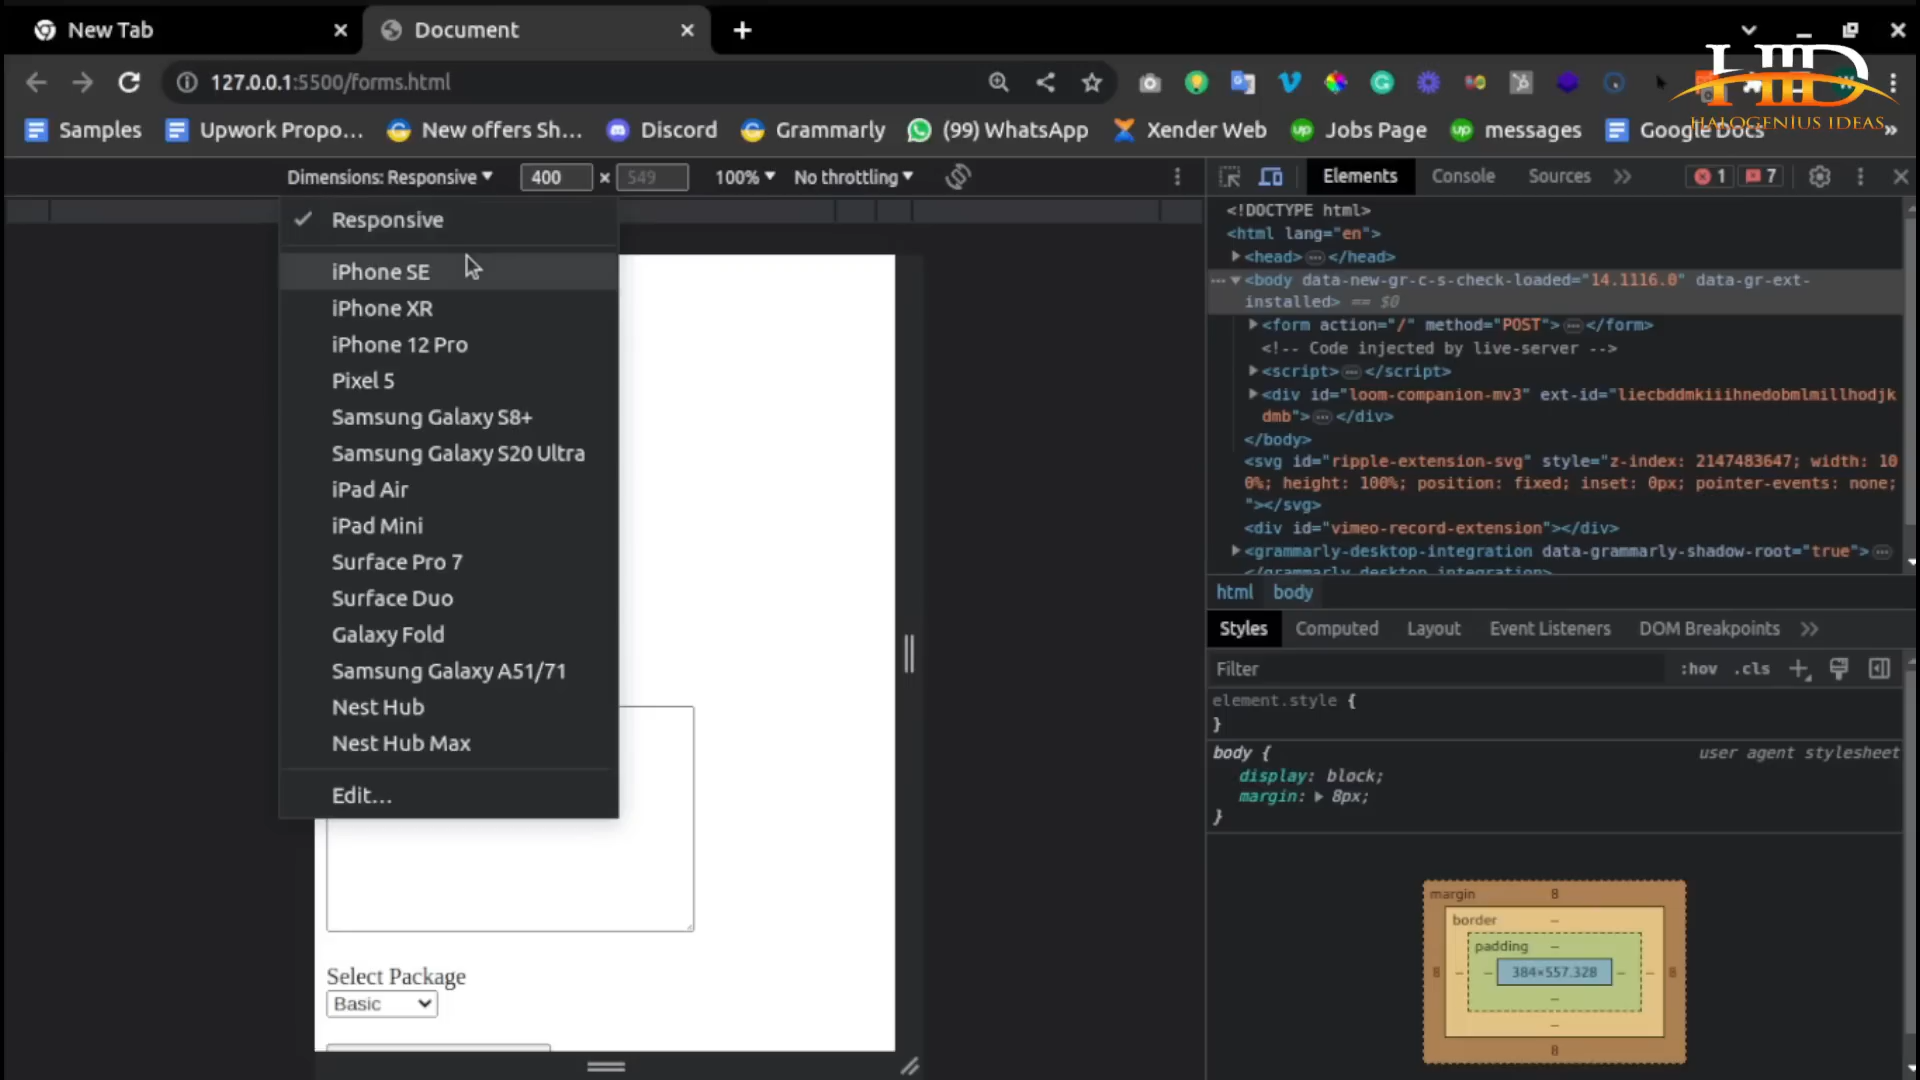 New Tab
Document
127.0.0.1:5500/forms.html
Samples
Upwork Propo...
New offers Sh...
Discord
Grammarly
(99) WhatsApp
Xender Web
Jobs Page
messages
Google Docs
»
HID
HALOGENIUS IDEAS
Dimensions: Responsive
400
×
549
100%
No throttling
Elements
Console
Sources
1
7
Responsive
iPhone SE
iPhone XR
iPhone 12 Pro
Pixel 5
Samsung Galaxy S8+
Samsung Galaxy S20 Ultra
iPad Air
iPad Mini
Surface Pro 7
Surface Duo
Galaxy Fold
Samsung Galaxy A51/71
Nest Hub
Nest Hub Max
Edit...
Select Package
Basic
<!DOCTYPE html>
<html lang="en">
<head> … </head>
<body data-new-gr-c-s-check-loaded="14.1116.0" data-gr-ext-
installed> == $0
<form action="/" method="POST"> … </form>
<!-- Code injected by live-server -->
<script> … </script>
<div id="loom-companion-mv3" ext-id="liecbddmkiiihnedobmlmillhodjk
dmb"> … </div>
</body>
<svg id="ripple-extension-svg" style="z-index: 2147483647; width: 10
0%; height: 100%; position: fixed; inset: 0px; pointer-events: none;
"></svg>
<div id="vimeo-record-extension"></div>
<grammarly-desktop-integration data-grammarly-shadow-root="true"> …
</grammarly-desktop-integration>
html
body
Styles
Computed
Layout
Event Listeners
DOM Breakpoints
Filter
:hov
.cls
element.style {
}
body {
user agent stylesheet
display: block;
margin: 8px;
}
margin
8
border
–
padding
–
8
–
–
384×557.328
–
–
8
–
–
8